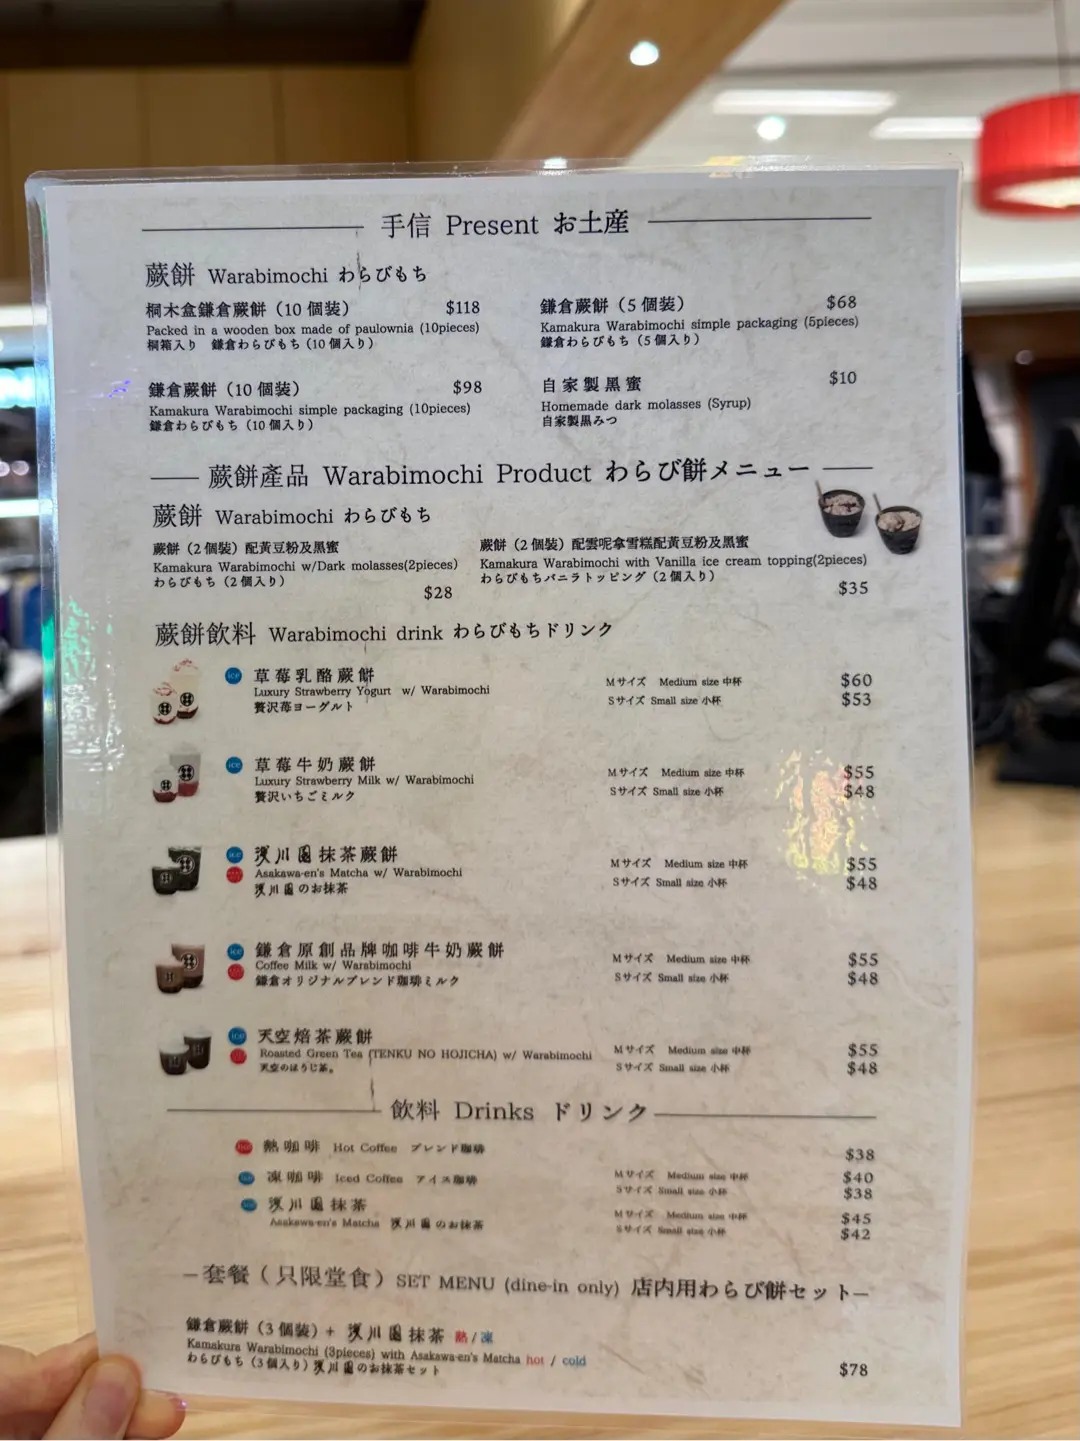 手信 Present お土産
蕨餅 Warabimochi わらびもち
桐木盒鎌倉蕨餅（10 個裝） $118
Packed in a wooden box made of paulownia (10pieces)
桐箱入り 鎌倉わらびもち（10 個入り）
鎌倉蕨餅（5 個裝） $68
Kamakura Warabimochi simple packaging (5pieces)
鎌倉わらびもち（5 個入り）
鎌倉蕨餅（10 個裝） $98
Kamakura Warabimochi simple packaging (10pieces)
鎌倉わらびもち（10 個入り）
自家製黑蜜 $10
Homemade dark molasses (Syrup)
自家製黒みつ
蕨餅產品 Warabimochi Product わらび餅メニュー
蕨餅 Warabimochi わらびもち
蕨餅（2 個裝）配黃豆粉及黑蜜
Kamakura Warabimochi w/Dark molasses(2pieces)
わらびもち（2 個入り）
$28
蕨餅（2 個裝）配雲呢拿雪糕配黃豆粉及黑蜜
Kamakura Warabimochi with Vanilla ice cream topping(2pieces)
わらびもちバニラトッピング（2 個入り）
$35
蕨餅飲料 Warabimochi drink わらびもちドリンク
ice 草莓乳酪蕨餅
Luxury Strawberry Yogurt w/ Warabimochi
贅沢苺ヨーグルト
Mサイズ Medium size 中杯 $60
Sサイズ Small size 小杯 $53
ice 草莓牛奶蕨餅
Luxury Strawberry Milk w/ Warabimochi
贅沢いちごミルク
Mサイズ Medium size 中杯 $55
Sサイズ Small size 小杯 $48
ice 濱川園抹茶蕨餅
Asakawa-en's Matcha w/ Warabimochi
川園のお抹茶
Mサイズ Medium size 中杯 $55
Sサイズ Small size 小杯 $48
ice 鎌倉原創品牌咖啡牛奶蕨餅
Coffee Milk w/ Warabimochi
鎌倉オリジナルブレンド珈琲ミルク
Mサイズ Medium size 中杯 $55
Sサイズ Small size 小杯 $48
ice 天空焙茶蕨餅
Roasted Green Tea (TENKU NO HOJICHA) w/ Warabimochi
天空のほうじ茶。
Mサイズ Medium size 中杯 $55
Sサイズ Small size 小杯 $48
飲料 Drinks ドリンク
熱咖啡 Hot Coffee ブレンド珈琲 $38
凍咖啡 Iced Coffee アイス珈琲
Mサイズ Medium size 中杯 $40
Sサイズ Small size 小杯 $38
川園抹茶
Asakawa-en's Matcha 川園のお抹茶
Mサイズ Medium size 中杯 $45
Sサイズ Small size 小杯 $42
套餐（只限堂食）SET MENU (dine-in only) 店内用わらび餅セット
鎌倉蕨餅（3 個裝）+ 川園抹茶 熱 / 凍
Kamakura Warabimochi (3pieces) with Asakawa-en's Matcha hot / cold
わらびもち（3 個入り）川園のお抹茶セット
$78